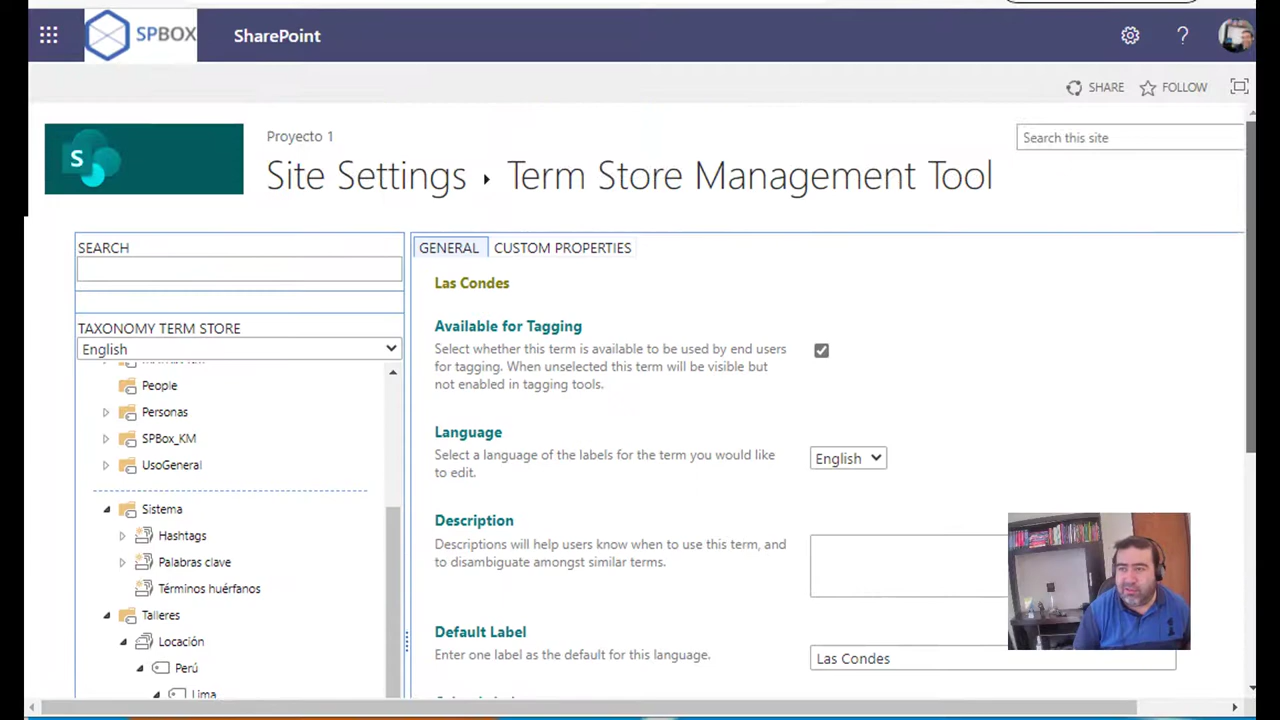 SPBOX
SharePoint
SHARE
FOLLOW
Proyecto 1
Search this site
Site Settings ▸ Term Store Management Tool
SEARCH
TAXONOMY TERM STORE
English
People
Personas
SPBox_KM
UsoGeneral
Sistema
Hashtags
Palabras clave
Términos huérfanos
Talleres
Locación
Perú
Lima
GENERAL
CUSTOM PROPERTIES
Las Condes
Available for Tagging
Select whether this term is available to be used by end users
for tagging. When unselected this term will be visible but
not enabled in tagging tools.
Language
Select a language of the labels for the term you would like
to edit.
English
Description
Descriptions will help users know when to use this term, and
to disambiguate amongst similar terms.
Default Label
Enter one label as the default for this language.
Las Condes